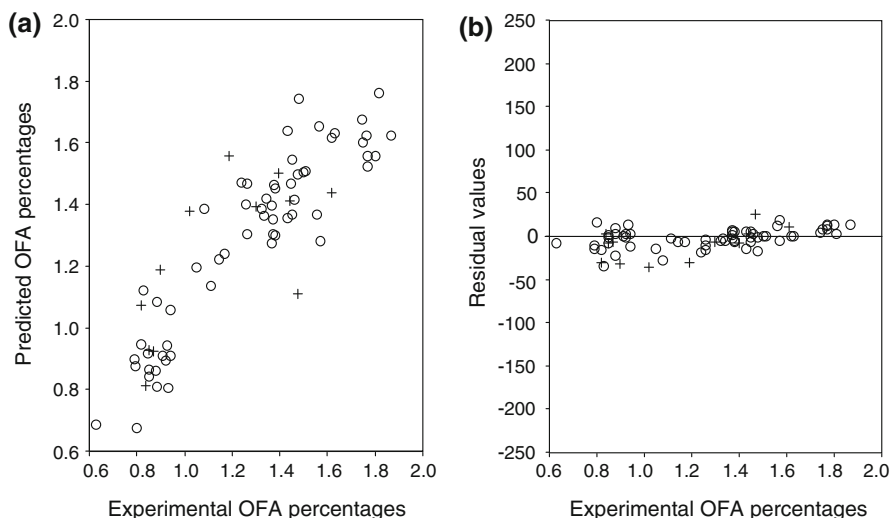 (a)
2.0
1.8
1.6
1.4
1.2
1.0
0.8
0.6
Predicted OFA percentages
0.6 0.8 1.0 1.2 1.4 1.6 1.8 2.0
Experimental OFA percentages
(b)
250
200
150
100
50
0
-50
-100
-150
-200
-250
Residual values
0.6 0.8 1.0 1.2 1.4 1.6 1.8 2.0
Experimental OFA percentages